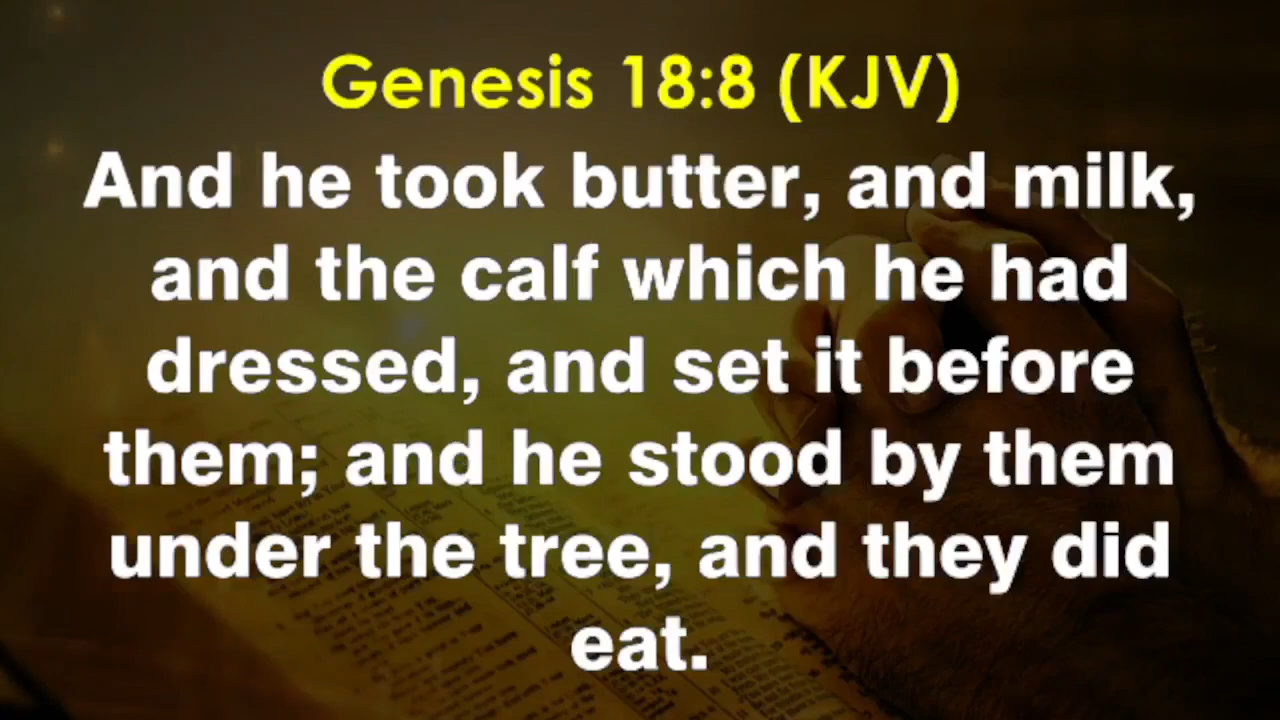 Genesis 18:8 (KJV)
And he took butter, and milk,
and the calf which he had
dressed, and set it before
them; and he stood by them
under the tree, and they did
eat.